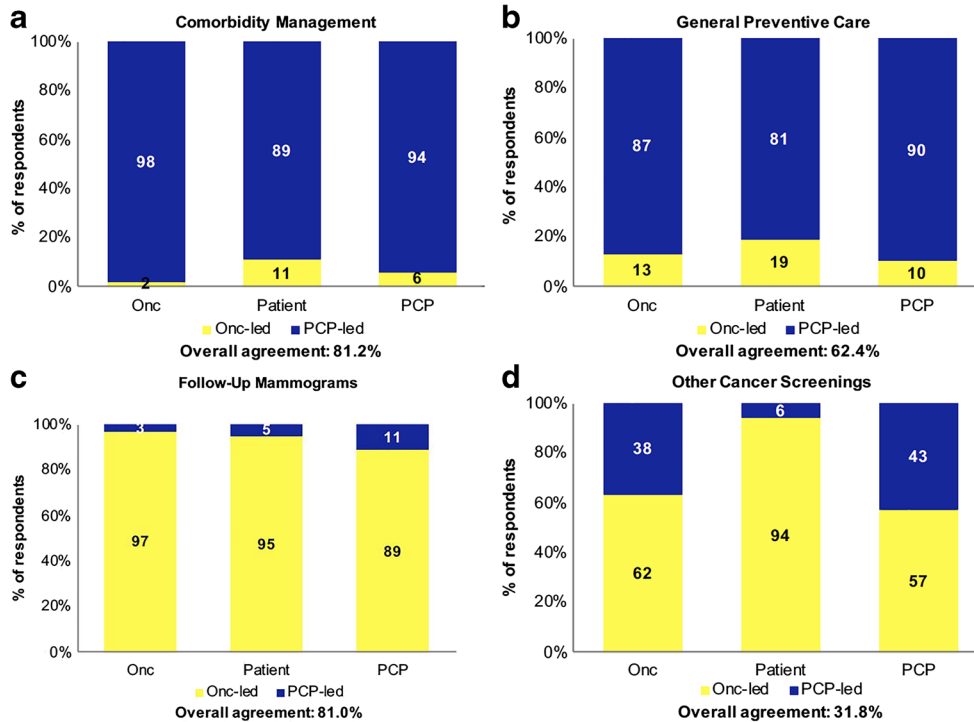 a
Comorbidity Management
% of respondents
100%
80%
60%
40%
20%
0%
98
89
94
2
11
6
Onc Patient PCP
Onc-led PCP-led
Overall agreement: 81.2%
b
General Preventive Care
% of respondents
100%
80%
60%
40%
20%
0%
87
81
90
13
19
10
Onc Patient PCP
Onc-led PCP-led
Overall agreement: 62.4%
c
Follow-Up Mammograms
% of respondents
100%
80%
60%
40%
20%
0%
3
5
11
97
95
89
Onc Patient PCP
Onc-led PCP-led
Overall agreement: 81.0%
d
Other Cancer Screenings
% of respondents
100%
80%
60%
40%
20%
0%
38
6
43
62
94
57
Onc Patient PCP
Onc-led PCP-led
Overall agreement: 31.8%